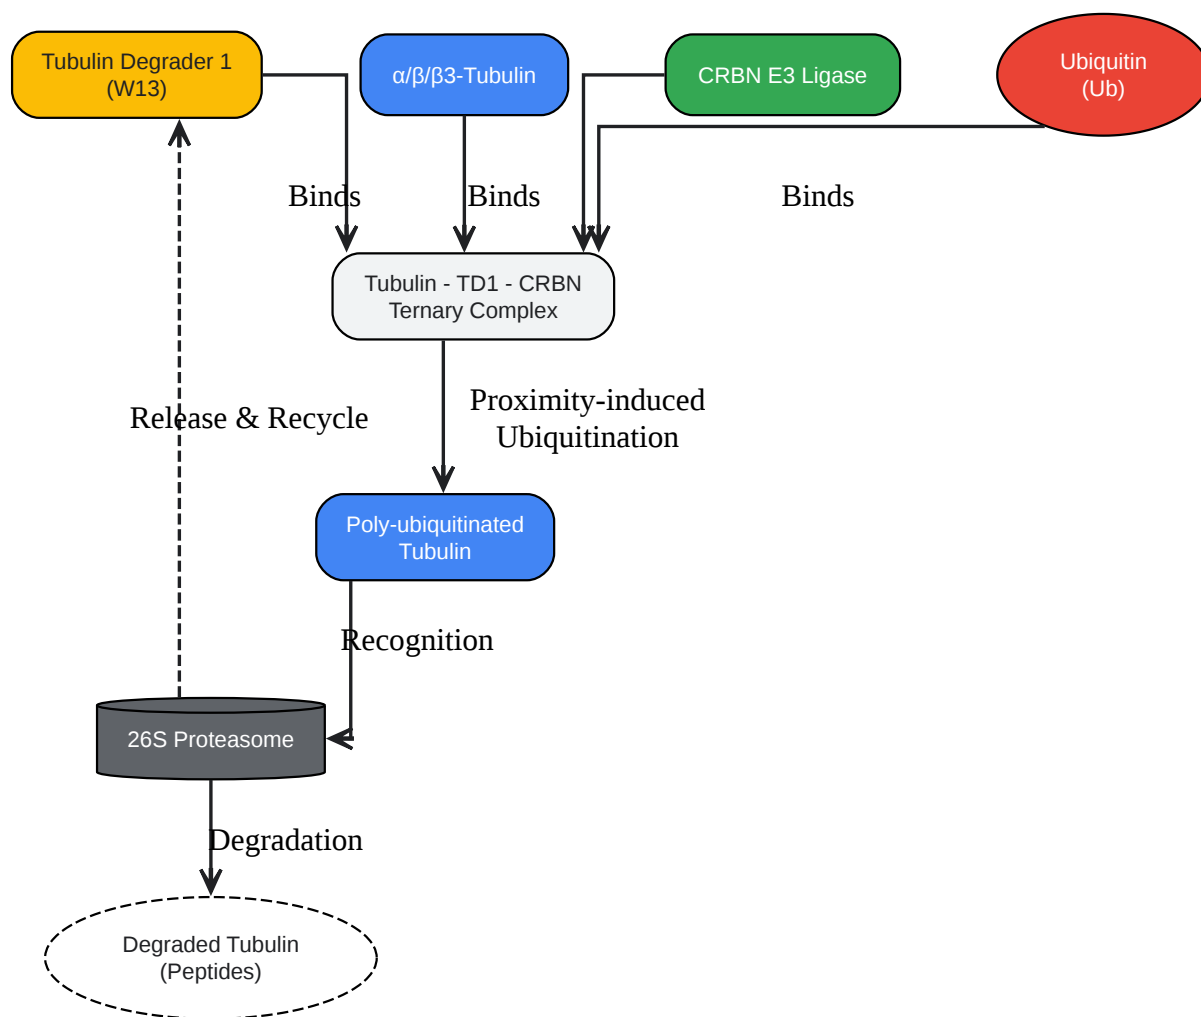 Tubulin Degrader 1
(W13)
α/β/β3-Tubulin
CRBN E3 Ligase
Ubiquitin
(Ub)
Binds
Binds
Binds
Tubulin - TD1 - CRBN
Ternary Complex
Release & Recycle
Proximity-induced
Ubiquitination
Poly-ubiquitinated
Tubulin
Recognition
26S Proteasome
Degradation
Degraded Tubulin
(Peptides)